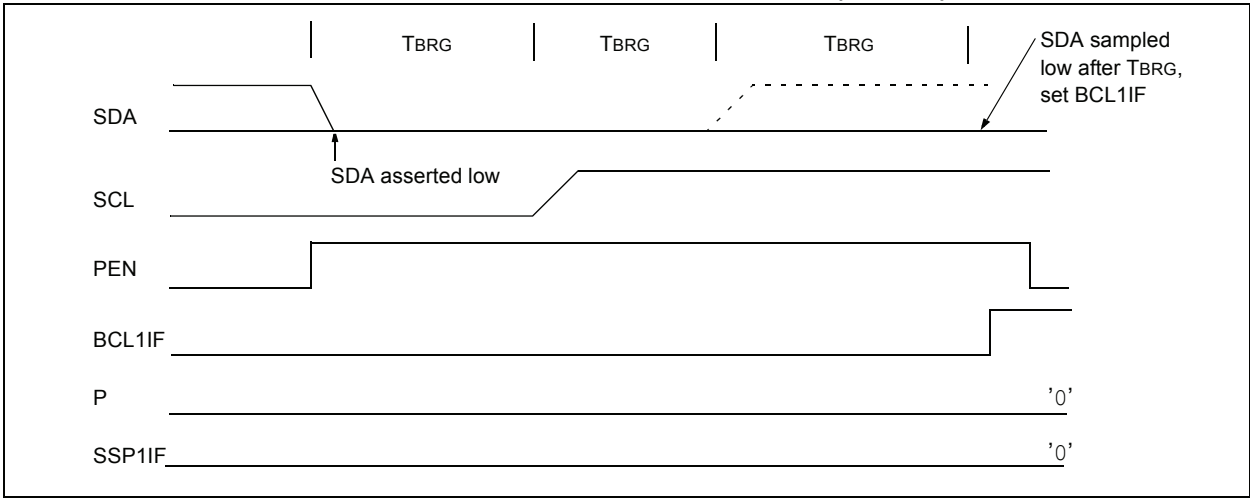 TBRG TBRG TBRG
SDA sampled
low after TBRG,
set BCL1IF
SDA
SDA asserted low
SCL
PEN
BCL1IF
P '0'
SSP1IF '0'